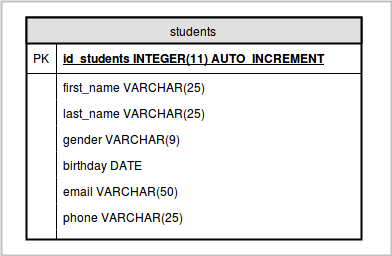 students
PK id_students INTEGER(11) AUTO_INCREMENT
first_name VARCHAR(25)
last_name VARCHAR(25)
gender VARCHAR(9)
birthday DATE
email VARCHAR(50)
phone VARCHAR(25)